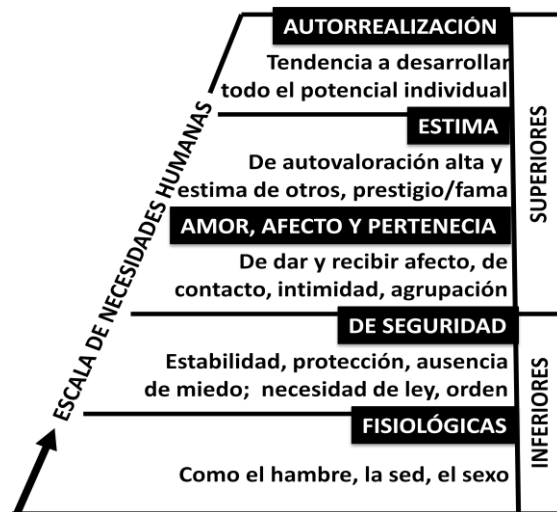 AUTORREALIZACIÓN
Tendencia a desarrollar
todo el potencial individual
ESTIMA
De autovaloración alta y
estima de otros, prestigio/fama
AMOR, AFECTO Y PERTENECIA
De dar y recibir afecto, de
contacto, intimidad, agrupación
DE SEGURIDAD
Estabilidad, protección, ausencia
de miedo; necesidad de ley, orden
FISIOLÓGICAS
Como el hambre, la sed, el sexo
ESCALA DE NECESIDADES HUMANAS
SUPERIORES
INFERIORES